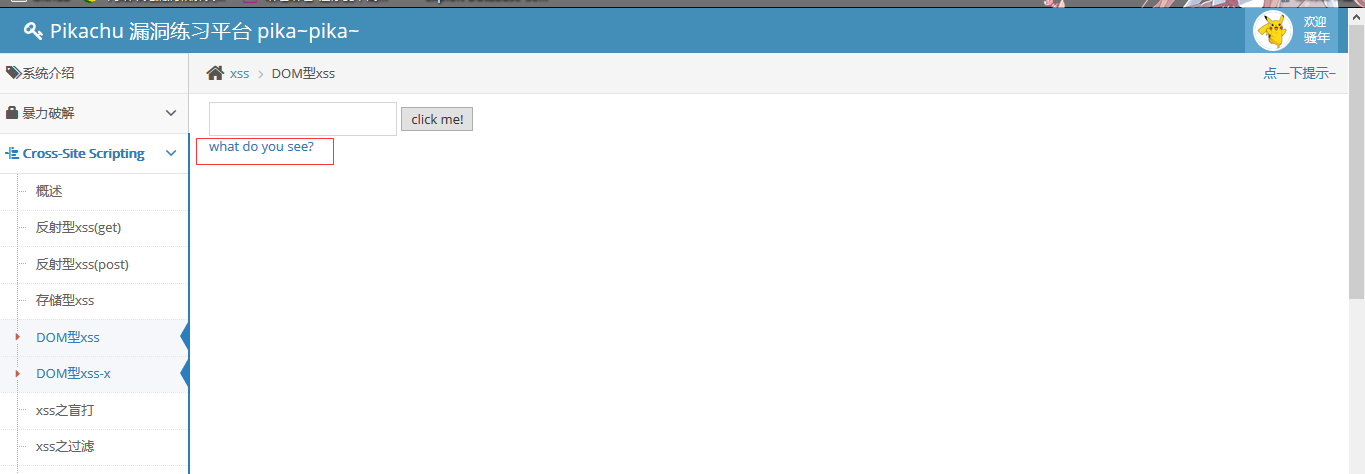 Pikachu 漏洞练习平台 pika~pika~
欢迎
骚年
系统介绍
xss > DOM型xss
点一下提示~
暴力破解
click me!
what do you see?
Cross-Site Scripting
概述
反射型xss(get)
反射型xss(post)
存储型xss
DOM型xss
DOM型xss-x
xss之盲打
xss之过滤